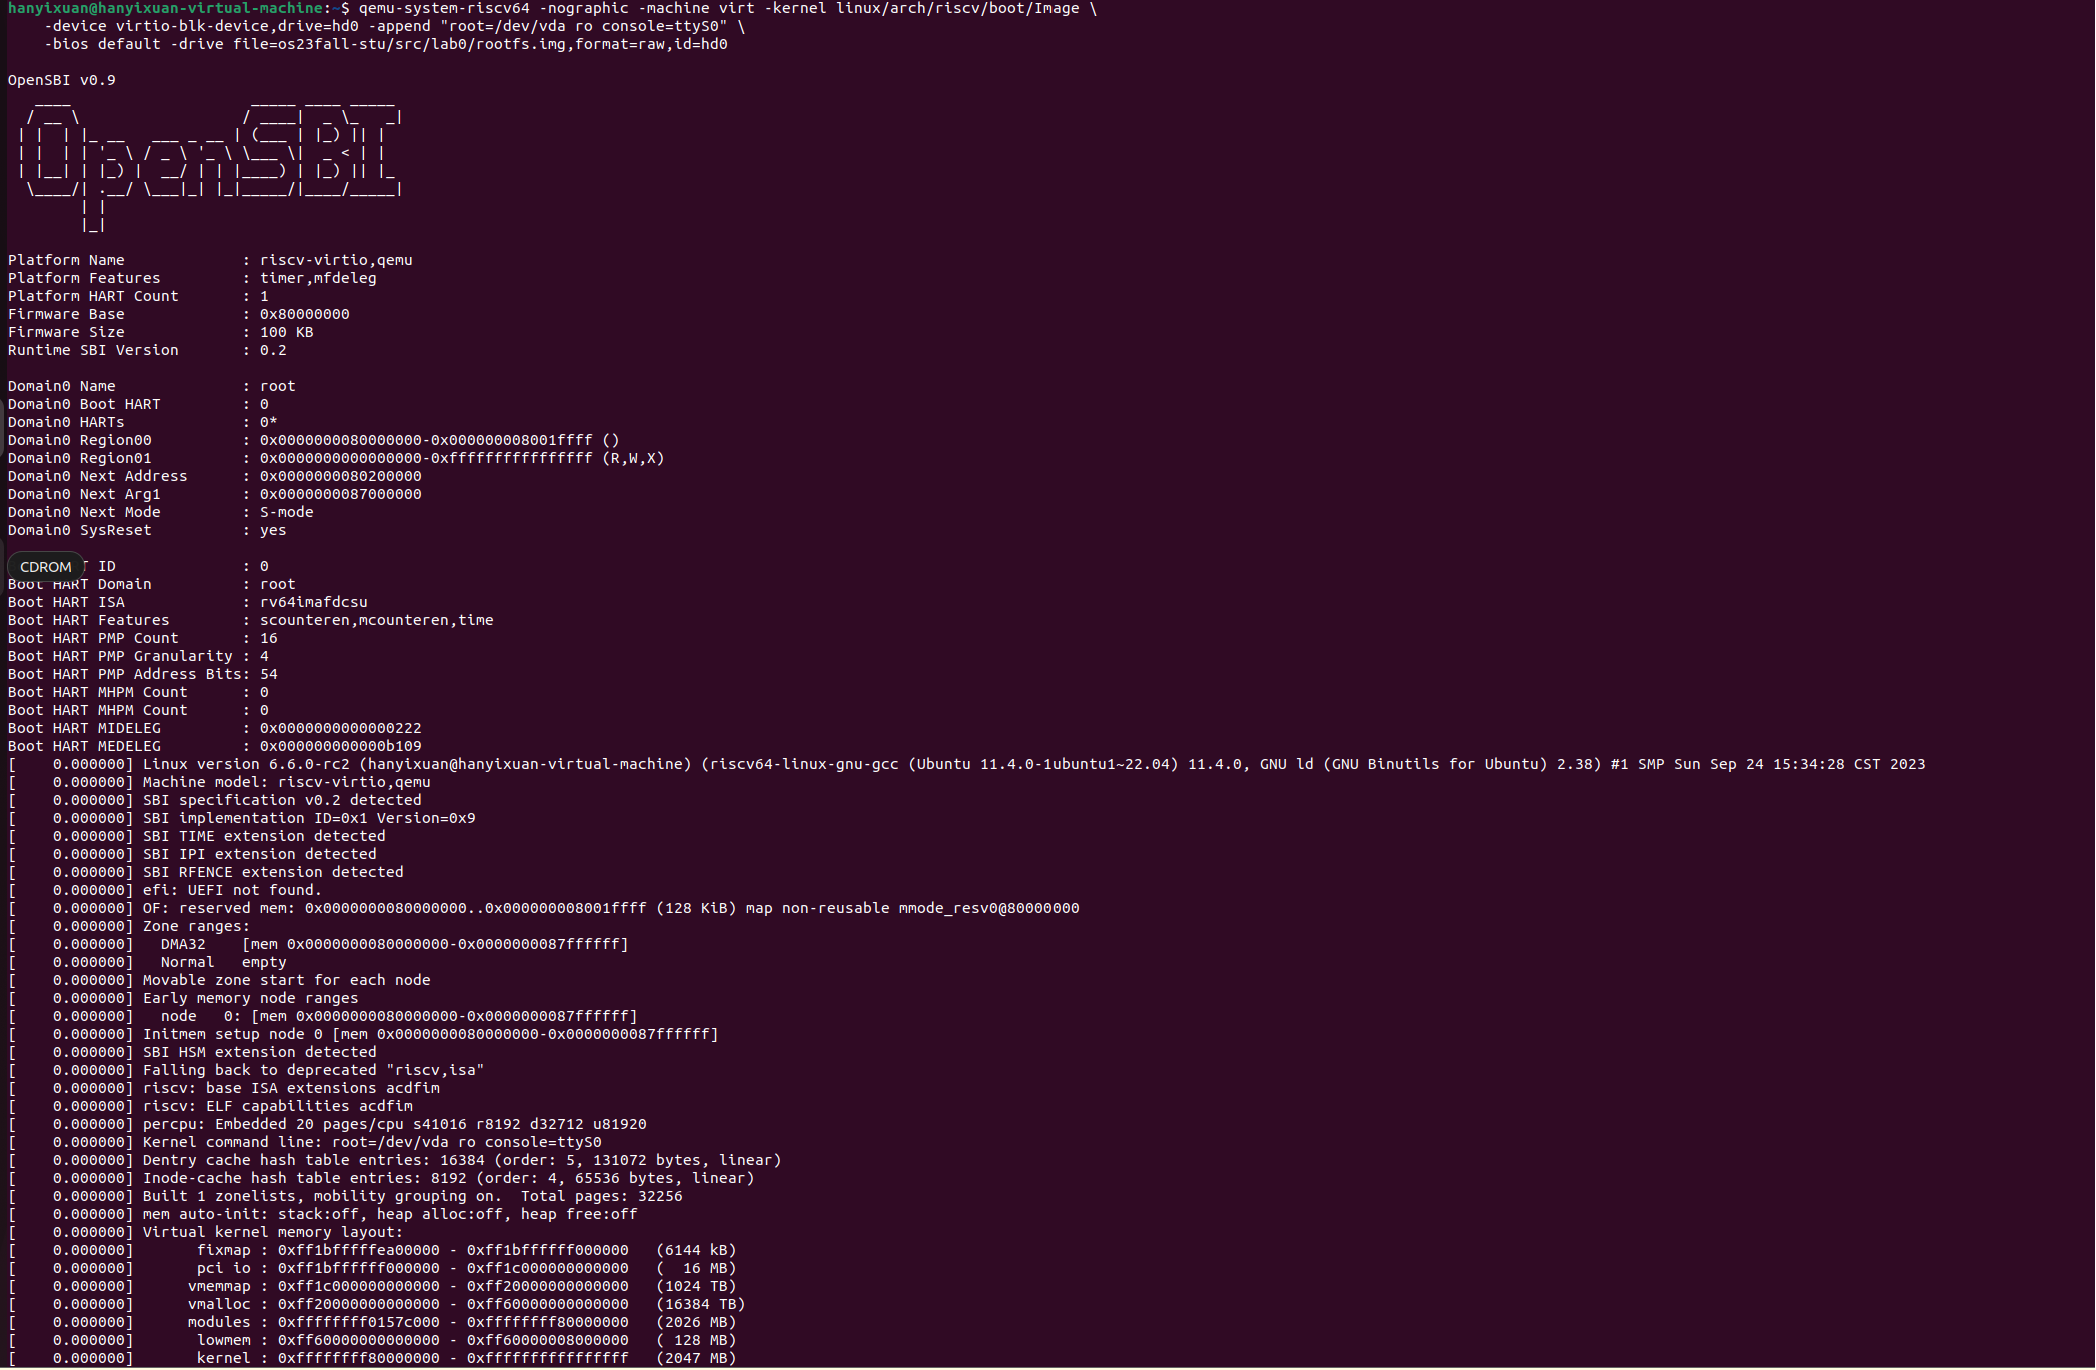 hanyixuan@hanyixuan-virtual-machine:~$ qemu-system-riscv64 -nographic -machine virt -kernel linux/arch/riscv/boot/Image \
    -device virtio-blk-device,drive=hd0 -append "root=/dev/vda ro console=ttyS0" \
    -bios default -drive file=os23fall-stu/src/lab0/rootfs.img,format=raw,id=hd0

OpenSBI v0.9
   ____                    _____ ____ _____
  / __ \                  / ____|  _ \_   _|
 | |  | |_ __   ___ _ __ | (___ | |_) || |
 | |  | | '_ \ / _ \ '_ \ \___ \|  _ < | |
 | |__| | |_) |  __/ | | |____) | |_) || |_
  \____/| .__/ \___|_| |_|_____/|____/_____|
        | |
        |_|

Platform Name             : riscv-virtio,qemu
Platform Features         : timer,mfdeleg
Platform HART Count       : 1
Firmware Base             : 0x80000000
Firmware Size             : 100 KB
Runtime SBI Version       : 0.2

Domain0 Name              : root
Domain0 Boot HART         : 0
Domain0 HARTs             : 0*
Domain0 Region00          : 0x0000000080000000-0x000000008001ffff ()
Domain0 Region01          : 0x0000000000000000-0xffffffffffffffff (R,W,X)
Domain0 Next Address      : 0x0000000080200000
Domain0 Next Arg1         : 0x0000000087000000
Domain0 Next Mode         : S-mode
Domain0 SysReset          : yes

CDROM T ID                : 0
Boot HART Domain          : root
Boot HART ISA             : rv64imafdcsu
Boot HART Features        : scounteren,mcounteren,time
Boot HART PMP Count       : 16
Boot HART PMP Granularity : 4
Boot HART PMP Address Bits: 54
Boot HART MHPM Count      : 0
Boot HART MHPM Count      : 0
Boot HART MIDELEG         : 0x0000000000000222
Boot HART MEDELEG         : 0x000000000000b109
[    0.000000] Linux version 6.6.0-rc2 (hanyixuan@hanyixuan-virtual-machine) (riscv64-linux-gnu-gcc (Ubuntu 11.4.0-1ubuntu1~22.04) 11.4.0, GNU ld (GNU Binutils for Ubuntu) 2.38) #1 SMP Sun Sep 24 15:34:28 CST 2023
[    0.000000] Machine model: riscv-virtio,qemu
[    0.000000] SBI specification v0.2 detected
[    0.000000] SBI implementation ID=0x1 Version=0x9
[    0.000000] SBI TIME extension detected
[    0.000000] SBI IPI extension detected
[    0.000000] SBI RFENCE extension detected
[    0.000000] efi: UEFI not found.
[    0.000000] OF: reserved mem: 0x0000000080000000..0x000000008001ffff (128 KiB) map non-reusable mmode_resv0@80000000
[    0.000000] Zone ranges:
[    0.000000]   DMA32    [mem 0x0000000080000000-0x0000000087ffffff]
[    0.000000]   Normal   empty
[    0.000000] Movable zone start for each node
[    0.000000] Early memory node ranges
[    0.000000]   node   0: [mem 0x0000000080000000-0x0000000087ffffff]
[    0.000000] Initmem setup node 0 [mem 0x0000000080000000-0x0000000087ffffff]
[    0.000000] SBI HSM extension detected
[    0.000000] Falling back to deprecated "riscv,isa"
[    0.000000] riscv: base ISA extensions acdfim
[    0.000000] riscv: ELF capabilities acdfim
[    0.000000] percpu: Embedded 20 pages/cpu s41016 r8192 d32712 u81920
[    0.000000] Kernel command line: root=/dev/vda ro console=ttyS0
[    0.000000] Dentry cache hash table entries: 16384 (order: 5, 131072 bytes, linear)
[    0.000000] Inode-cache hash table entries: 8192 (order: 4, 65536 bytes, linear)
[    0.000000] Built 1 zonelists, mobility grouping on.  Total pages: 32256
[    0.000000] mem auto-init: stack:off, heap alloc:off, heap free:off
[    0.000000] Virtual kernel memory layout:
[    0.000000]       fixmap : 0xff1bfffffea00000 - 0xff1bffffff000000   (6144 kB)
[    0.000000]       pci io : 0xff1bffffff000000 - 0xff1c000000000000   (  16 MB)
[    0.000000]      vmemmap : 0xff1c000000000000 - 0xff20000000000000   (1024 TB)
[    0.000000]      vmalloc : 0xff20000000000000 - 0xff60000000000000   (16384 TB)
[    0.000000]      modules : 0xffffffff0157c000 - 0xffffffff80000000   (2026 MB)
[    0.000000]       lowmem : 0xff60000000000000 - 0xff60000008000000   ( 128 MB)
[    0.000000]       kernel : 0xffffffff80000000 - 0xffffffffffffffff   (2047 MB)